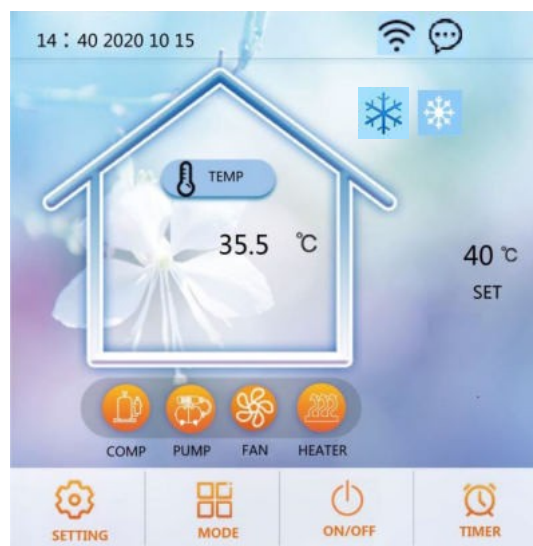 14：40 2020 10 15
TEMP
35.5 ℃
40 ℃
SET
COMP PUMP FAN HEATER
SETTING MODE ON/OFF TIMER